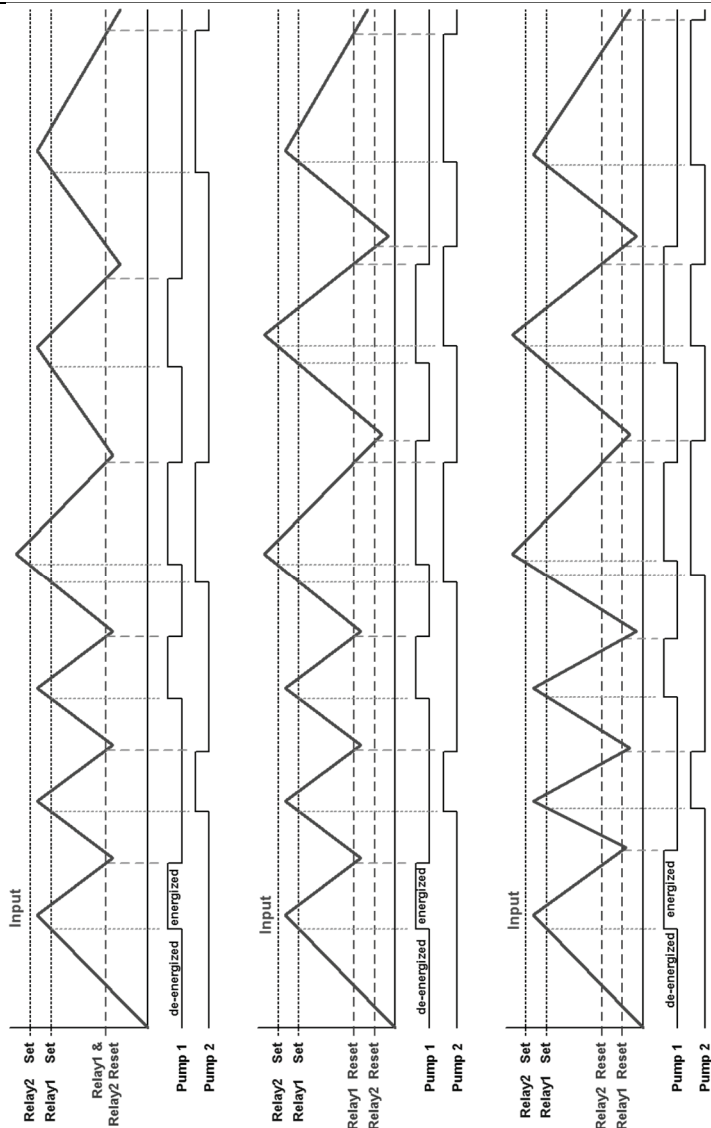 Input
Relay2 Set
Relay1 Set
Relay1 &
Relay2 Reset
de-energized energized
Pump 1
Pump 2
Input
Relay2 Set
Relay1 Set
Relay1 Reset
Relay2 Reset
de-energized energized
Pump 1
Pump 2
Input
Relay2 Set
Relay1 Set
Relay2 Reset
Relay1 Reset
de-energized energized
Pump 1
Pump 2